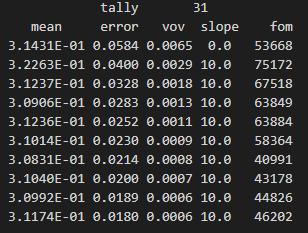 tally 31
mean error vov slope fom
3.1431E-01 0.0584 0.0065 0.0 53668
3.2263E-01 0.0400 0.0029 10.0 75172
3.1237E-01 0.0328 0.0018 10.0 67518
3.0906E-01 0.0283 0.0013 10.0 63849
3.1236E-01 0.0252 0.0011 10.0 63884
3.1014E-01 0.0230 0.0009 10.0 58364
3.0831E-01 0.0214 0.0008 10.0 40991
3.1040E-01 0.0200 0.0007 10.0 43178
3.0992E-01 0.0189 0.0006 10.0 44826
3.1174E-01 0.0180 0.0006 10.0 46202